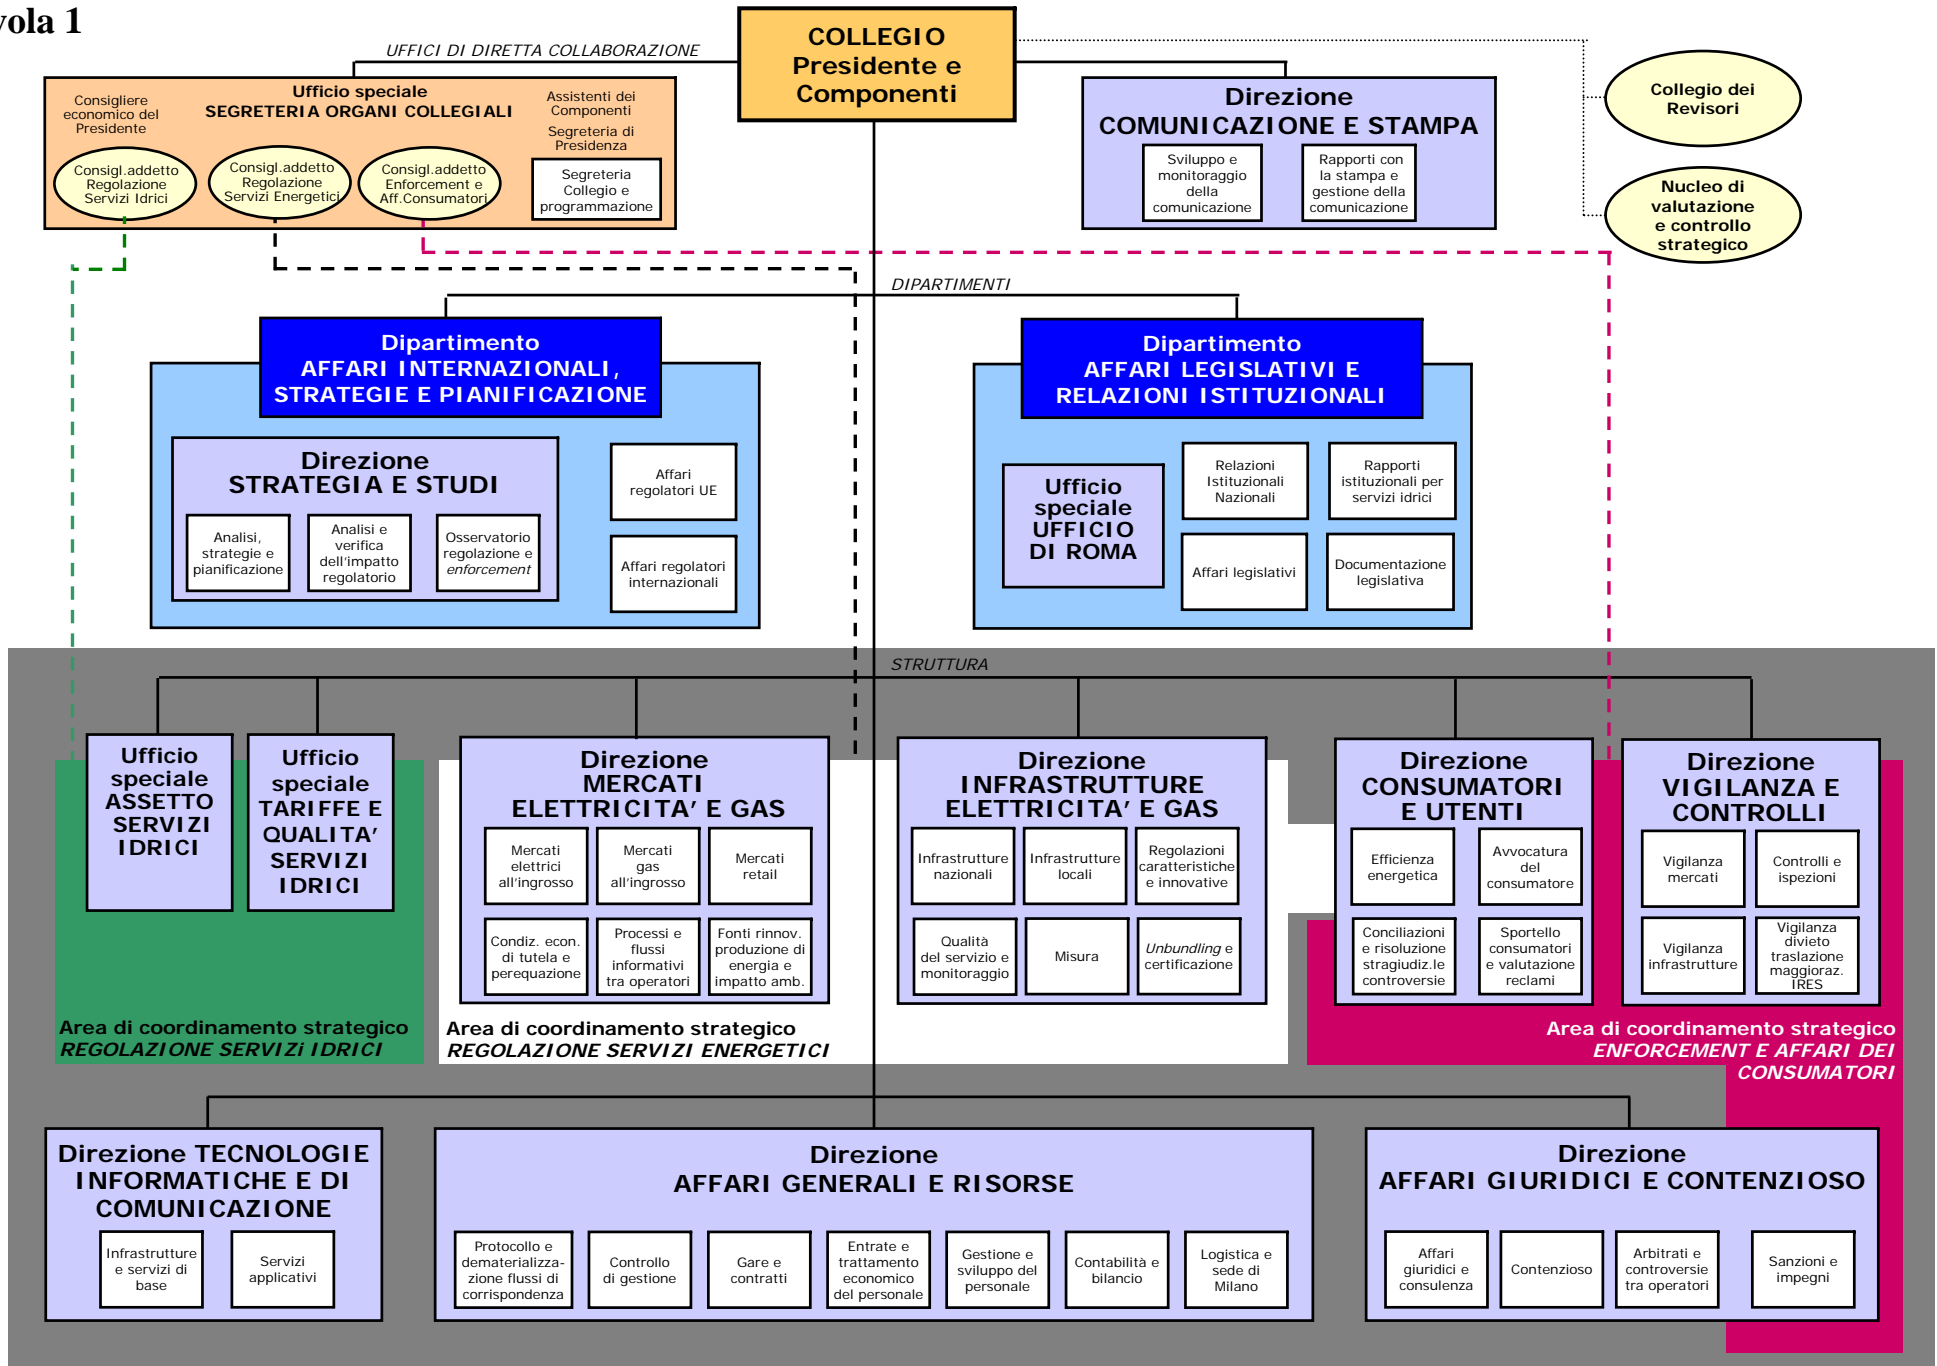 vola 1
COLLEGIO
Presidente e
Componenti
UFFICI DI DIRETTA COLLABORAZIONE
Consigliere
economico del
Presidente
Ufficio speciale
SEGRETERIA ORGANI COLLEGIALI
Assistenti dei
Componenti
Segreteria di
Presidenza
Consigl.addetto
Regolazione
Servizi Idrici
Consigl.addetto
Regolazione
Servizi Energetici
Consigl.addetto
Enforcement e
Aff.Consumatori
Segreteria
Collegio e
programmazione
Direzione
COMUNICAZIONE E STAMPA
Sviluppo e
monitoraggio
della
comunicazione
Rapporti con
la stampa e
gestione della
comunicazione
Collegio dei
Revisori
Nucleo di
valutazione
e controllo
strategico
DIPARTIMENTI
Dipartimento
AFFARI INTERNAZIONALI,
STRATEGIE E PIANIFICAZIONE
Direzione
STRATEGIA E STUDI
Analisi,
strategie e
pianificazione
Analisi e
verifica
dell'impatto
regolatorio
Osservatorio
regolazione e
enforcement
Affari
regolatori UE
Affari regolatori
internazionali
Dipartimento
AFFARI LEGISLATIVI E
RELAZIONI ISTITUZIONALI
Ufficio
speciale
UFFICIO
DI ROMA
Relazioni
Istituzionali
Nazionali
Rapporti
istituzionali per
servizi idrici
Affari legislativi
Documentazione
legislativa
STRUTTURA
Ufficio
speciale
ASSETTO
SERVIZI
IDRICI
Ufficio
speciale
TARIFFE E
QUALITA'
SERVIZI
IDRICI
Area di coordinamento strategico
REGOLAZIONE SERVIZi IDRICI
Direzione
MERCATI
ELETTRICITA' E GAS
Mercati
elettrici
all'ingrosso
Mercati
gas
all'ingrosso
Mercati
retail
Condiz. econ.
di tutela e
perequazione
Processi e
flussi
informativi
tra operatori
Fonti rinnov.
produzione di
energia e
impatto amb.
Direzione
INFRASTRUTTURE
ELETTRICITA' E GAS
Infrastrutture
nazionali
Infrastrutture
locali
Regolazioni
caratteristiche
e innovative
Qualità
del servizio e
monitoraggio
Misura
Unbundling e
certificazione
Area di coordinamento strategico
REGOLAZIONE SERVIZI ENERGETICI
Direzione
CONSUMATORI
E UTENTI
Efficienza
energetica
Avvocatura
del
consumatore
Conciliazioni
e risoluzione
stragiudiz.le
controversie
Sportello
consumatori
e valutazione
reclami
Direzione
VIGILANZA E
CONTROLLI
Vigilanza
mercati
Controlli e
ispezioni
Vigilanza
infrastrutture
Vigilanza
divieto
traslazione
maggioraz.
IRES
Area di coordinamento strategico
ENFORCEMENT E AFFARI DEI
CONSUMATORI
Direzione TECNOLOGIE
INFORMATICHE E DI
COMUNICAZIONE
Infrastrutture
e servizi di
base
Servizi
applicativi
Direzione
AFFARI GENERALI E RISORSE
Protocollo e
dematerializza-
zione flussi di
corrispondenza
Controllo
di gestione
Gare e
contratti
Entrate e
trattamento
economico
del personale
Gestione e
sviluppo del
personale
Contabilità e
bilancio
Logistica e
sede di
Milano
Direzione
AFFARI GIURIDICI E CONTENZIOSO
Affari
giuridici e
consulenza
Contenzioso
Arbitrati e
controversie
tra operatori
Sanzioni e
impegni